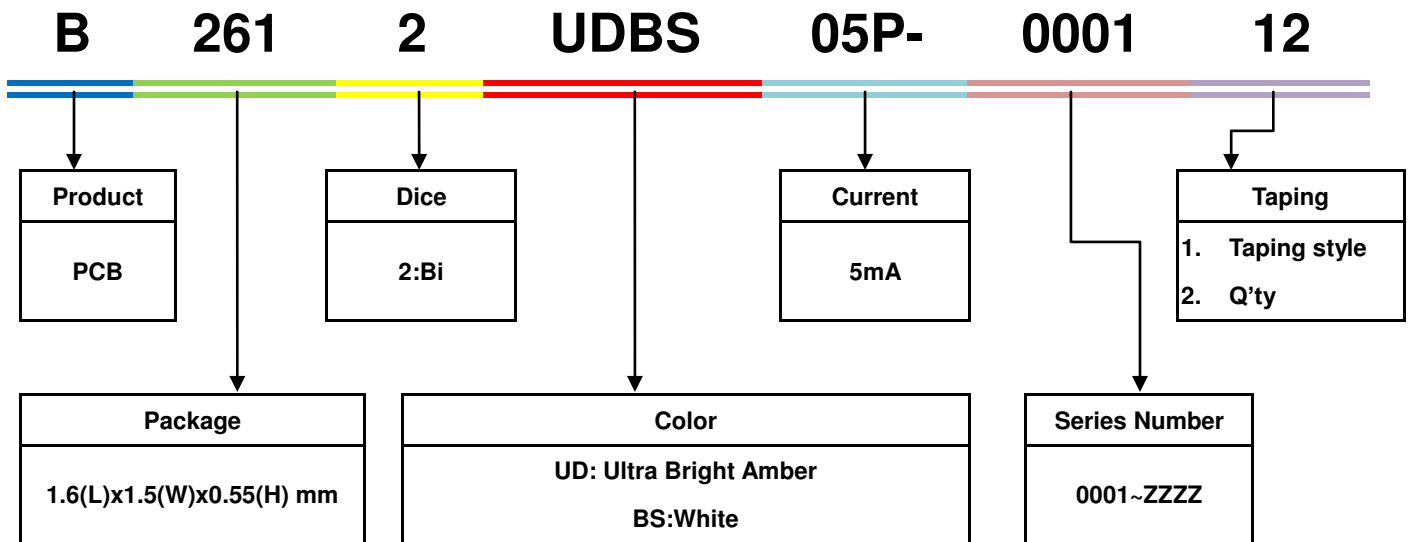 B 261 2 UDBS 05P- 0001 12
Product
PCB
Dice
2:Bi
Current
5mA
Taping
1. Taping style
2. Q’ty
Package
1.6(L)x1.5(W)x0.55(H) mm
Color
UD: Ultra Bright Amber
BS:White
Series Number
0001~ZZZZ